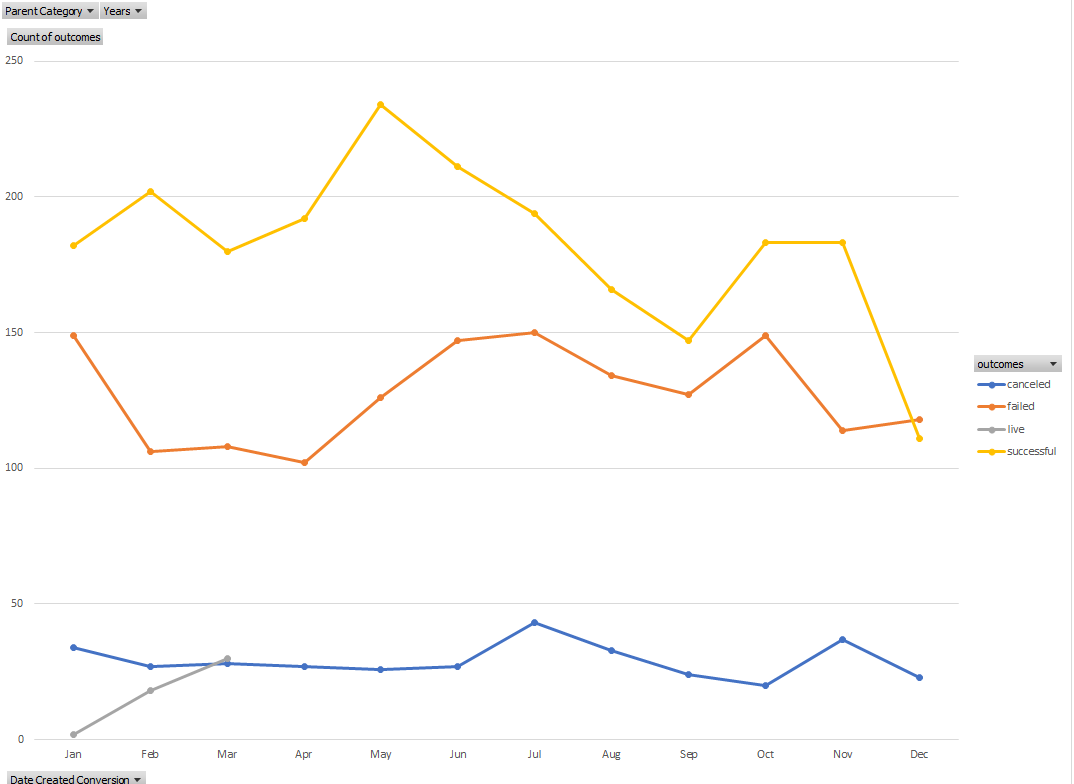 Parent Category Years
Count of outcomes
250
200
150
100
50
0
Jan Feb Mar Apr May Jun Jul Aug Sep Oct Nov Dec
outcomes
canceled
failed
live
successful
Date Created Conversion